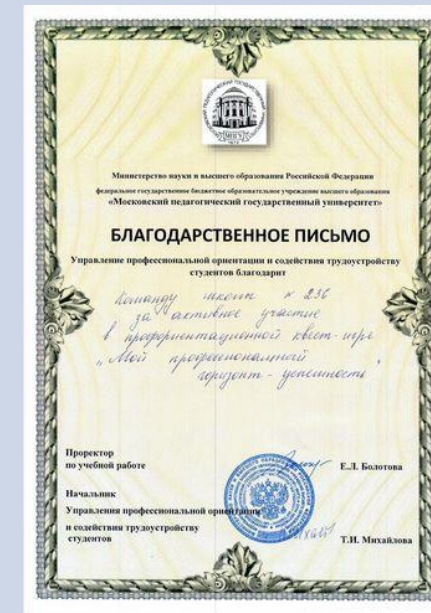 Министерство науки и высшего образования Российской Федерации
федеральное государственное бюджетное образовательное учреждение высшего образования
«Московский педагогический государственный университет»
БЛАГОДАРСТВЕННОЕ ПИСЬМО
Управление профессиональной ориентации и содействия трудоустройству
студентов благодарит
Команду школы № 236
за активное участие
в профориентационной квест-игре
"Мой профессиональный
горизонт - успешность"
Проректор
по учебной работе
Е.Л. Болотова
Начальник
Управления профессиональной ориентации
и содействия трудоустройству
студентов
Т.И. Михайлова